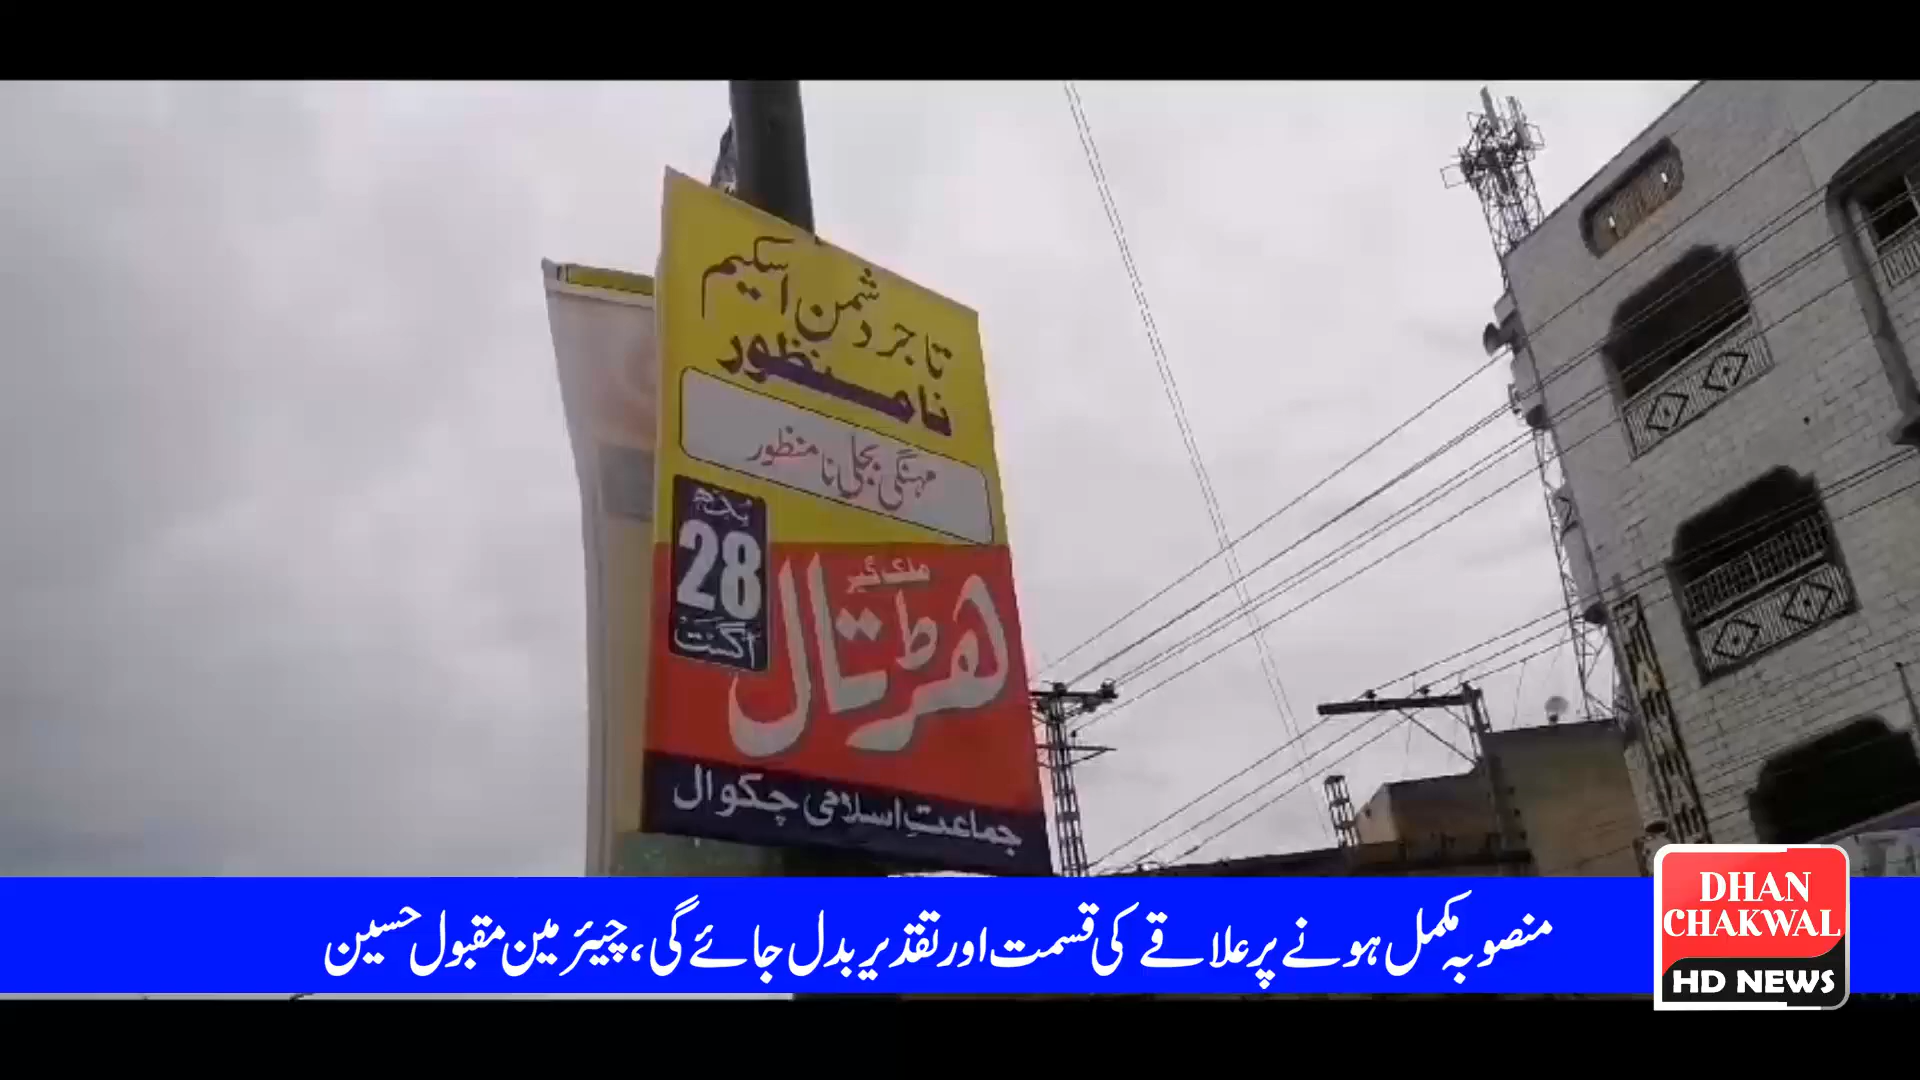 تاجر دشمن اسکیم
نامنظور
مہنگی بجلی نامنظور
بدھ
28
اگست
ملک گیر
ھڑتال
جماعت اسلامی چکوال
منصوبہ مکمل ہونے پر علاقے کی قسمت اور تقدیر بدل جائے گی، چیئرمین مقبول حسین
DHAN
CHAKWAL
HD NEWS